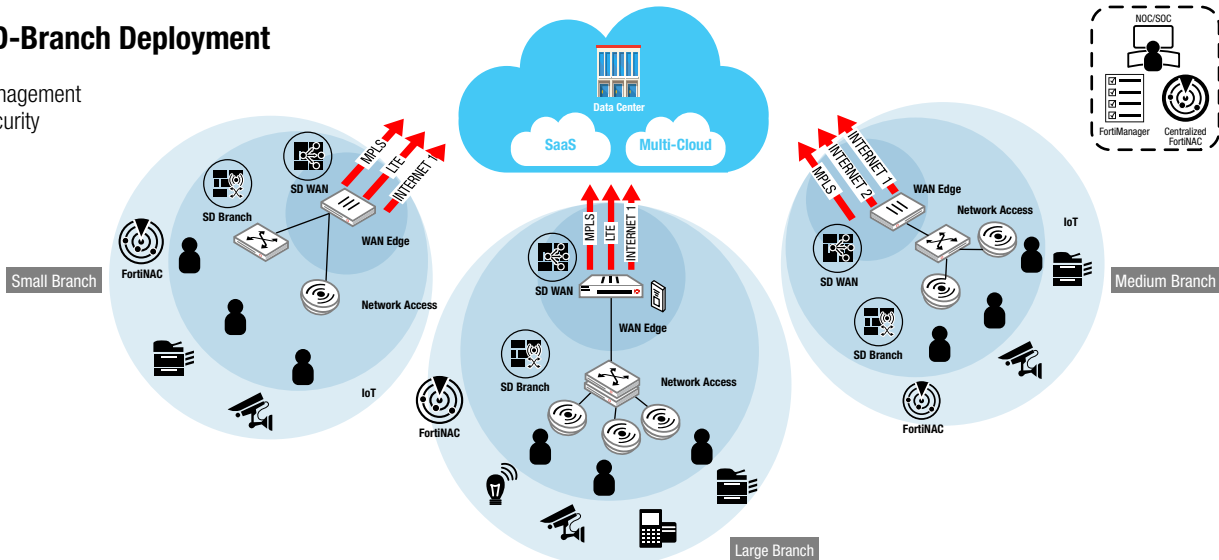 D-Branch Deployment
nagement
curity
NOC/SOC
FortiManager
Centralized
FortiNAC
Data Center
SaaS
Multi-Cloud
MPLS
LTE
INTERNET 1
SD WAN
SD Branch
WAN Edge
FortiNAC
Network Access
IoT
Small Branch
MPLS
LTE
INTERNET 1
SD WAN
WAN Edge
SD Branch
Network Access
FortiNAC
Large Branch
MPLS
INTERNET 2
INTERNET 1
WAN Edge
Network Access
IoT
SD WAN
SD Branch
FortiNAC
Medium Branch